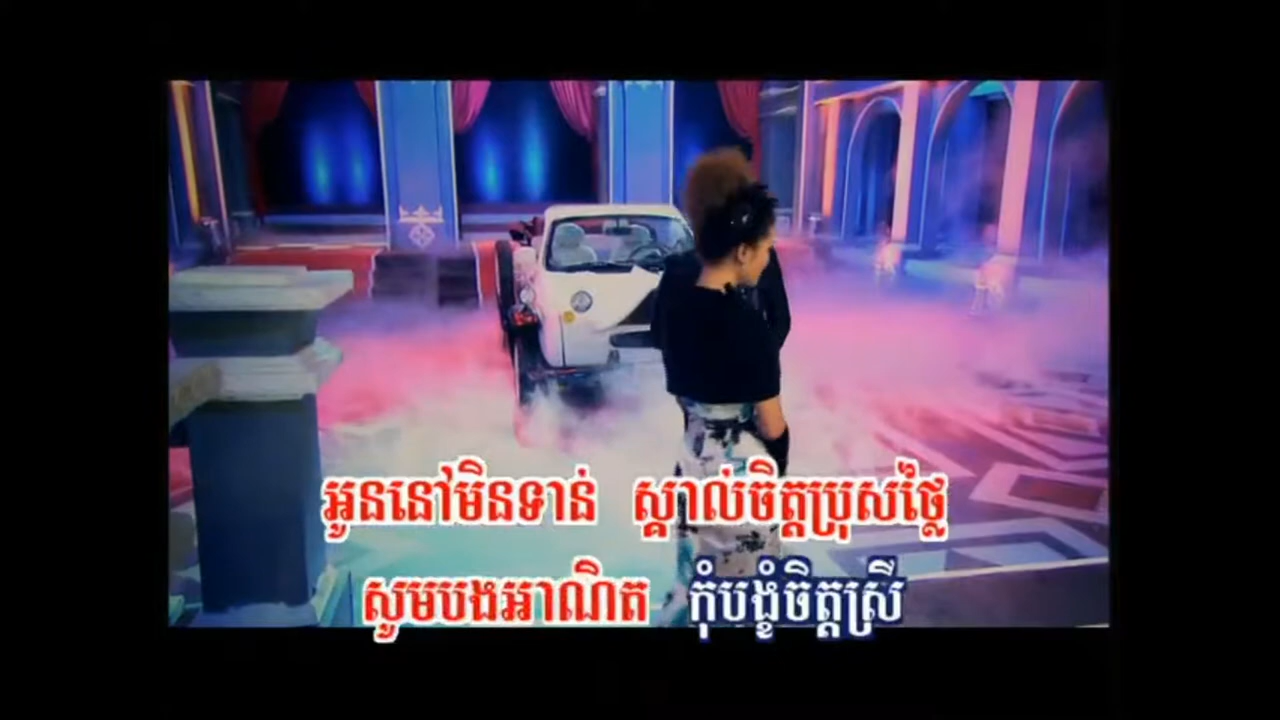 អូននៅមិនទាន់ ស្គាល់ចិត្តប្រុសថ្លៃ
សូមបងអាណិត កុំបង្ខំចិត្តស្រី